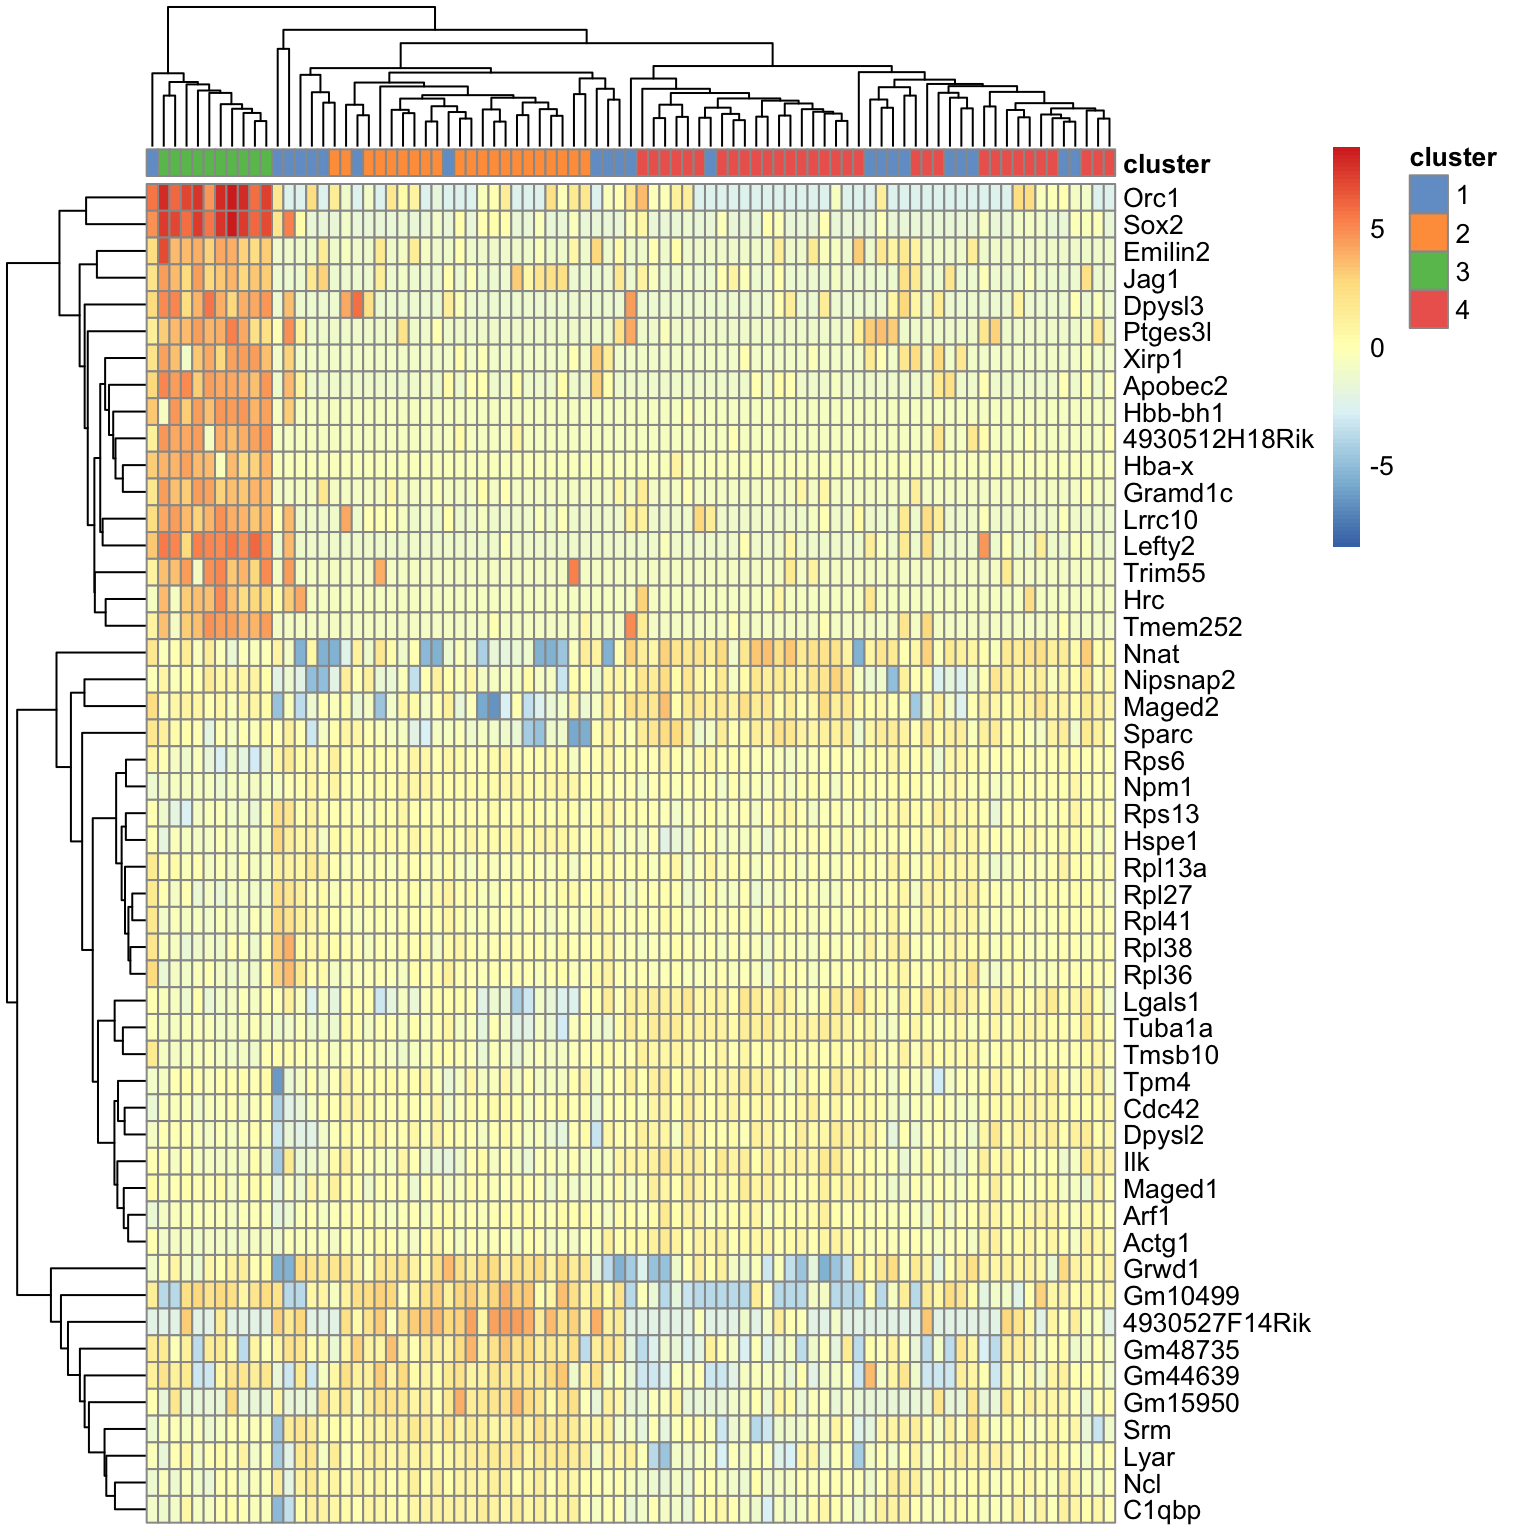 cluster
Orc1
Sox2
Emilin2
Jag1
Dpysl3
Ptges3l
Xirp1
Apobec2
Hbb-bh1
4930512H18Rik
Hba-x
Gramd1c
Lrrc10
Lefty2
Trim55
Hrc
Tmem252
Nnat
Nipsnap2
Maged2
Sparc
Rps6
Npm1
Rps13
Hspe1
Rpl13a
Rpl27
Rpl41
Rpl38
Rpl36
Lgals1
Tuba1a
Tmsb10
Tpm4
Cdc42
Dpysl2
Ilk
Maged1
Arf1
Actg1
Grwd1
Gm10499
4930527F14Rik
Gm48735
Gm44639
Gm15950
Srm
Lyar
Ncl
C1qbp
5
0
-5
cluster
1
2
3
4